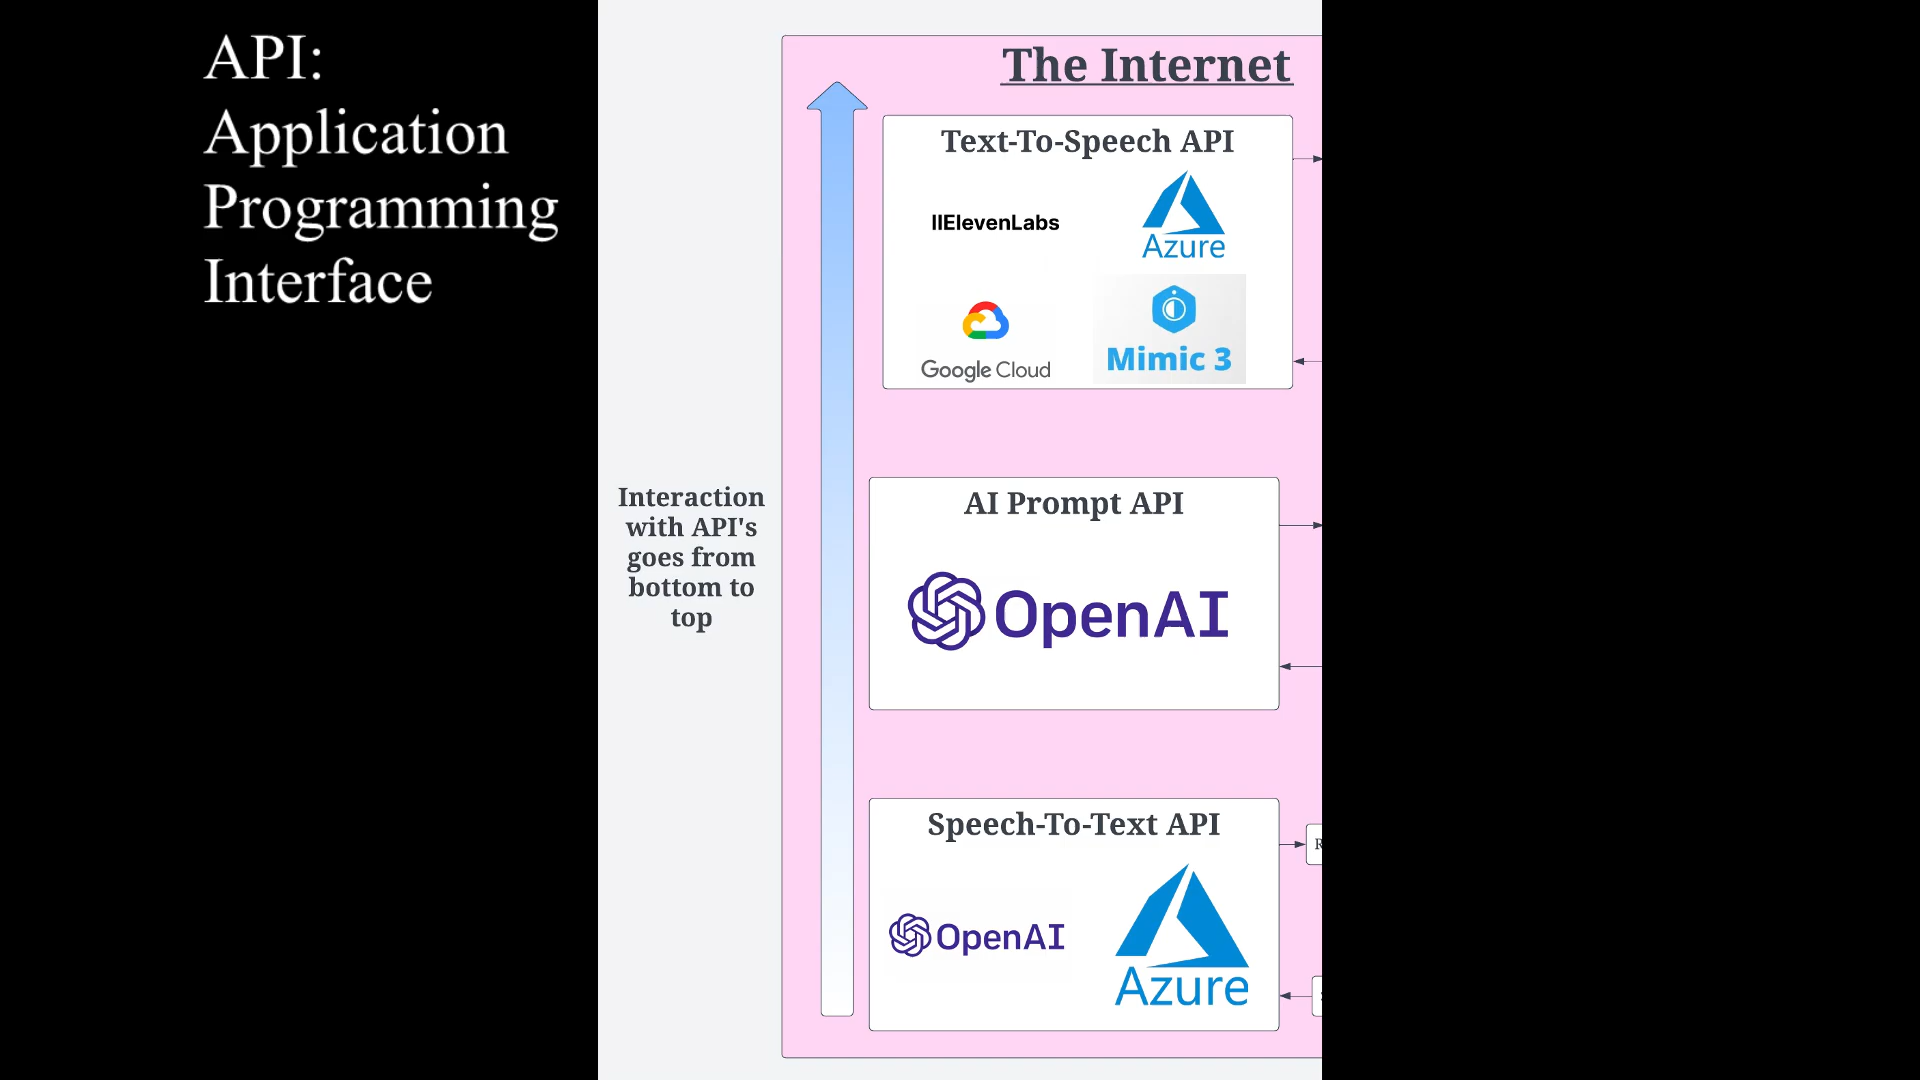 API:
Application
Programming
Interface
The Internet
Text-To-Speech API
IIElevenLabs
Azure
Google Cloud
Mimic 3
Interaction
with API's
goes from
bottom to
top
AI Prompt API
OpenAI
Speech-To-Text API
R
OpenAI
Azure